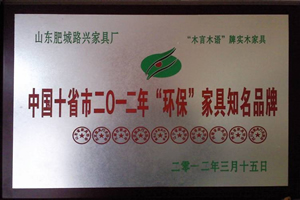 山东肥城路兴家具厂
“木言木语”牌实木家具
中国十省市二〇一二年“环保”家具知名品牌
二零一二年三月十五日